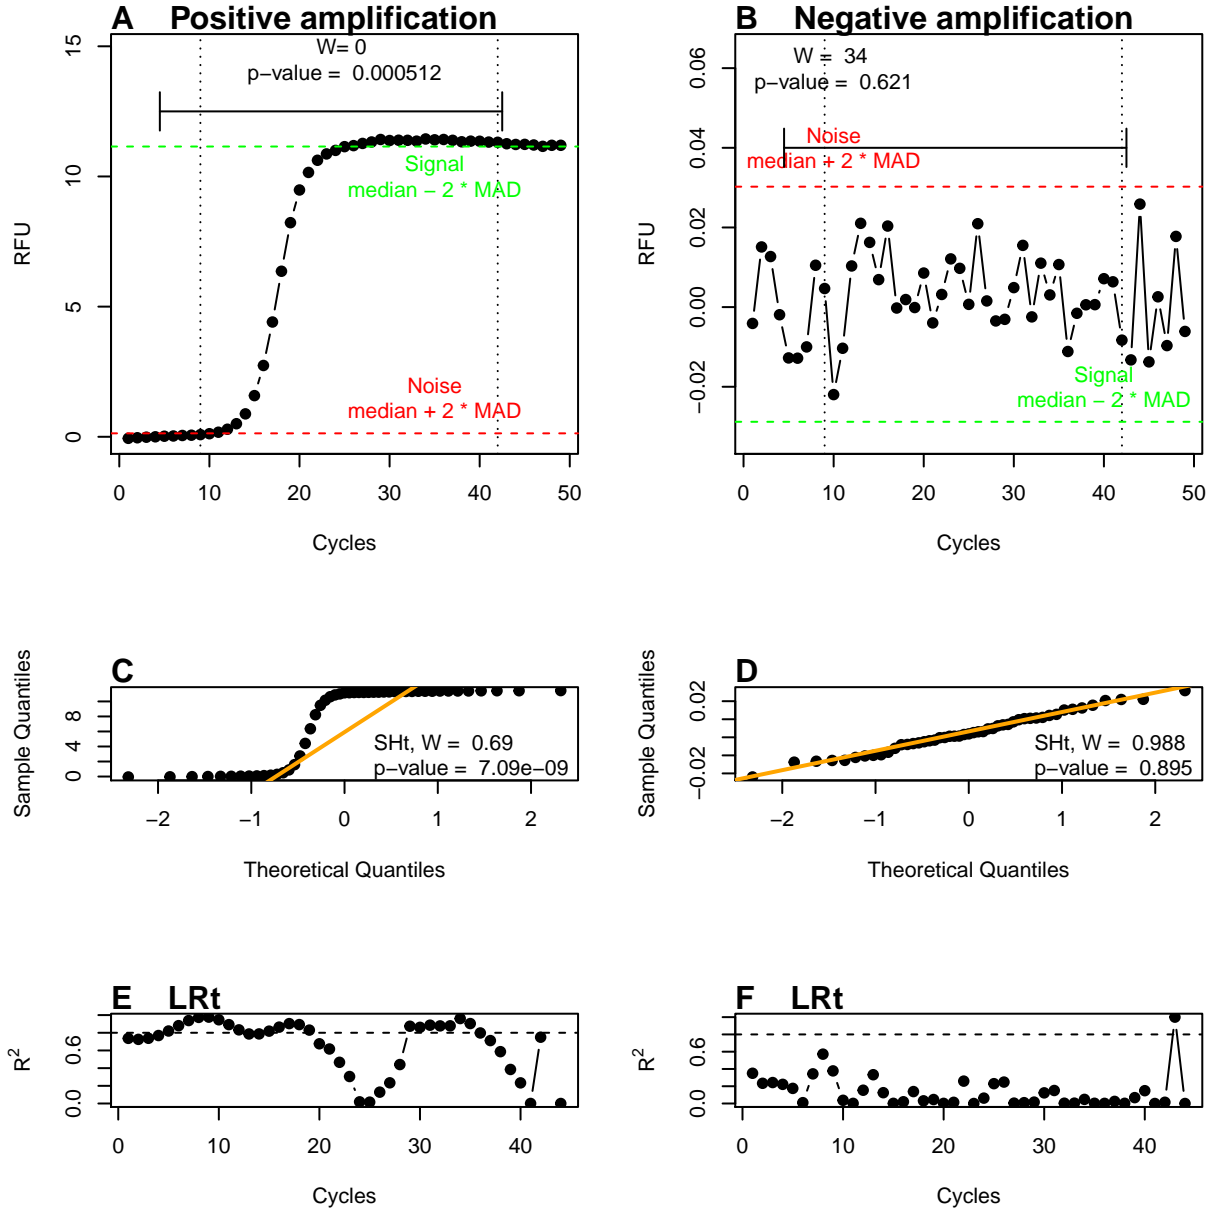 A Positive amplification
W= 0
p−value = 0.000512
Signal
median − 2 * MAD
Noise
median + 2 * MAD
RFU
0 5 10 15
0 10 20 30 40 50
Cycles
B Negative amplification
W = 34
p−value = 0.621
Noise
median + 2 * MAD
Signal
median − 2 * MAD
RFU
−0.02 0.00 0.02 0.04 0.06
0 10 20 30 40 50
Cycles
C
SHt, W = 0.69
p−value = 7.09e−09
Sample Quantiles
0 4 8
−2 −1 0 1 2
Theoretical Quantiles
D
SHt, W = 0.988
p−value = 0.895
Sample Quantiles
−0.02 0.02
−2 −1 0 1 2
Theoretical Quantiles
E LRt
R²
0.0 0.6
0 10 20 30 40
Cycles
F LRt
R²
0.0 0.6
0 10 20 30 40
Cycles